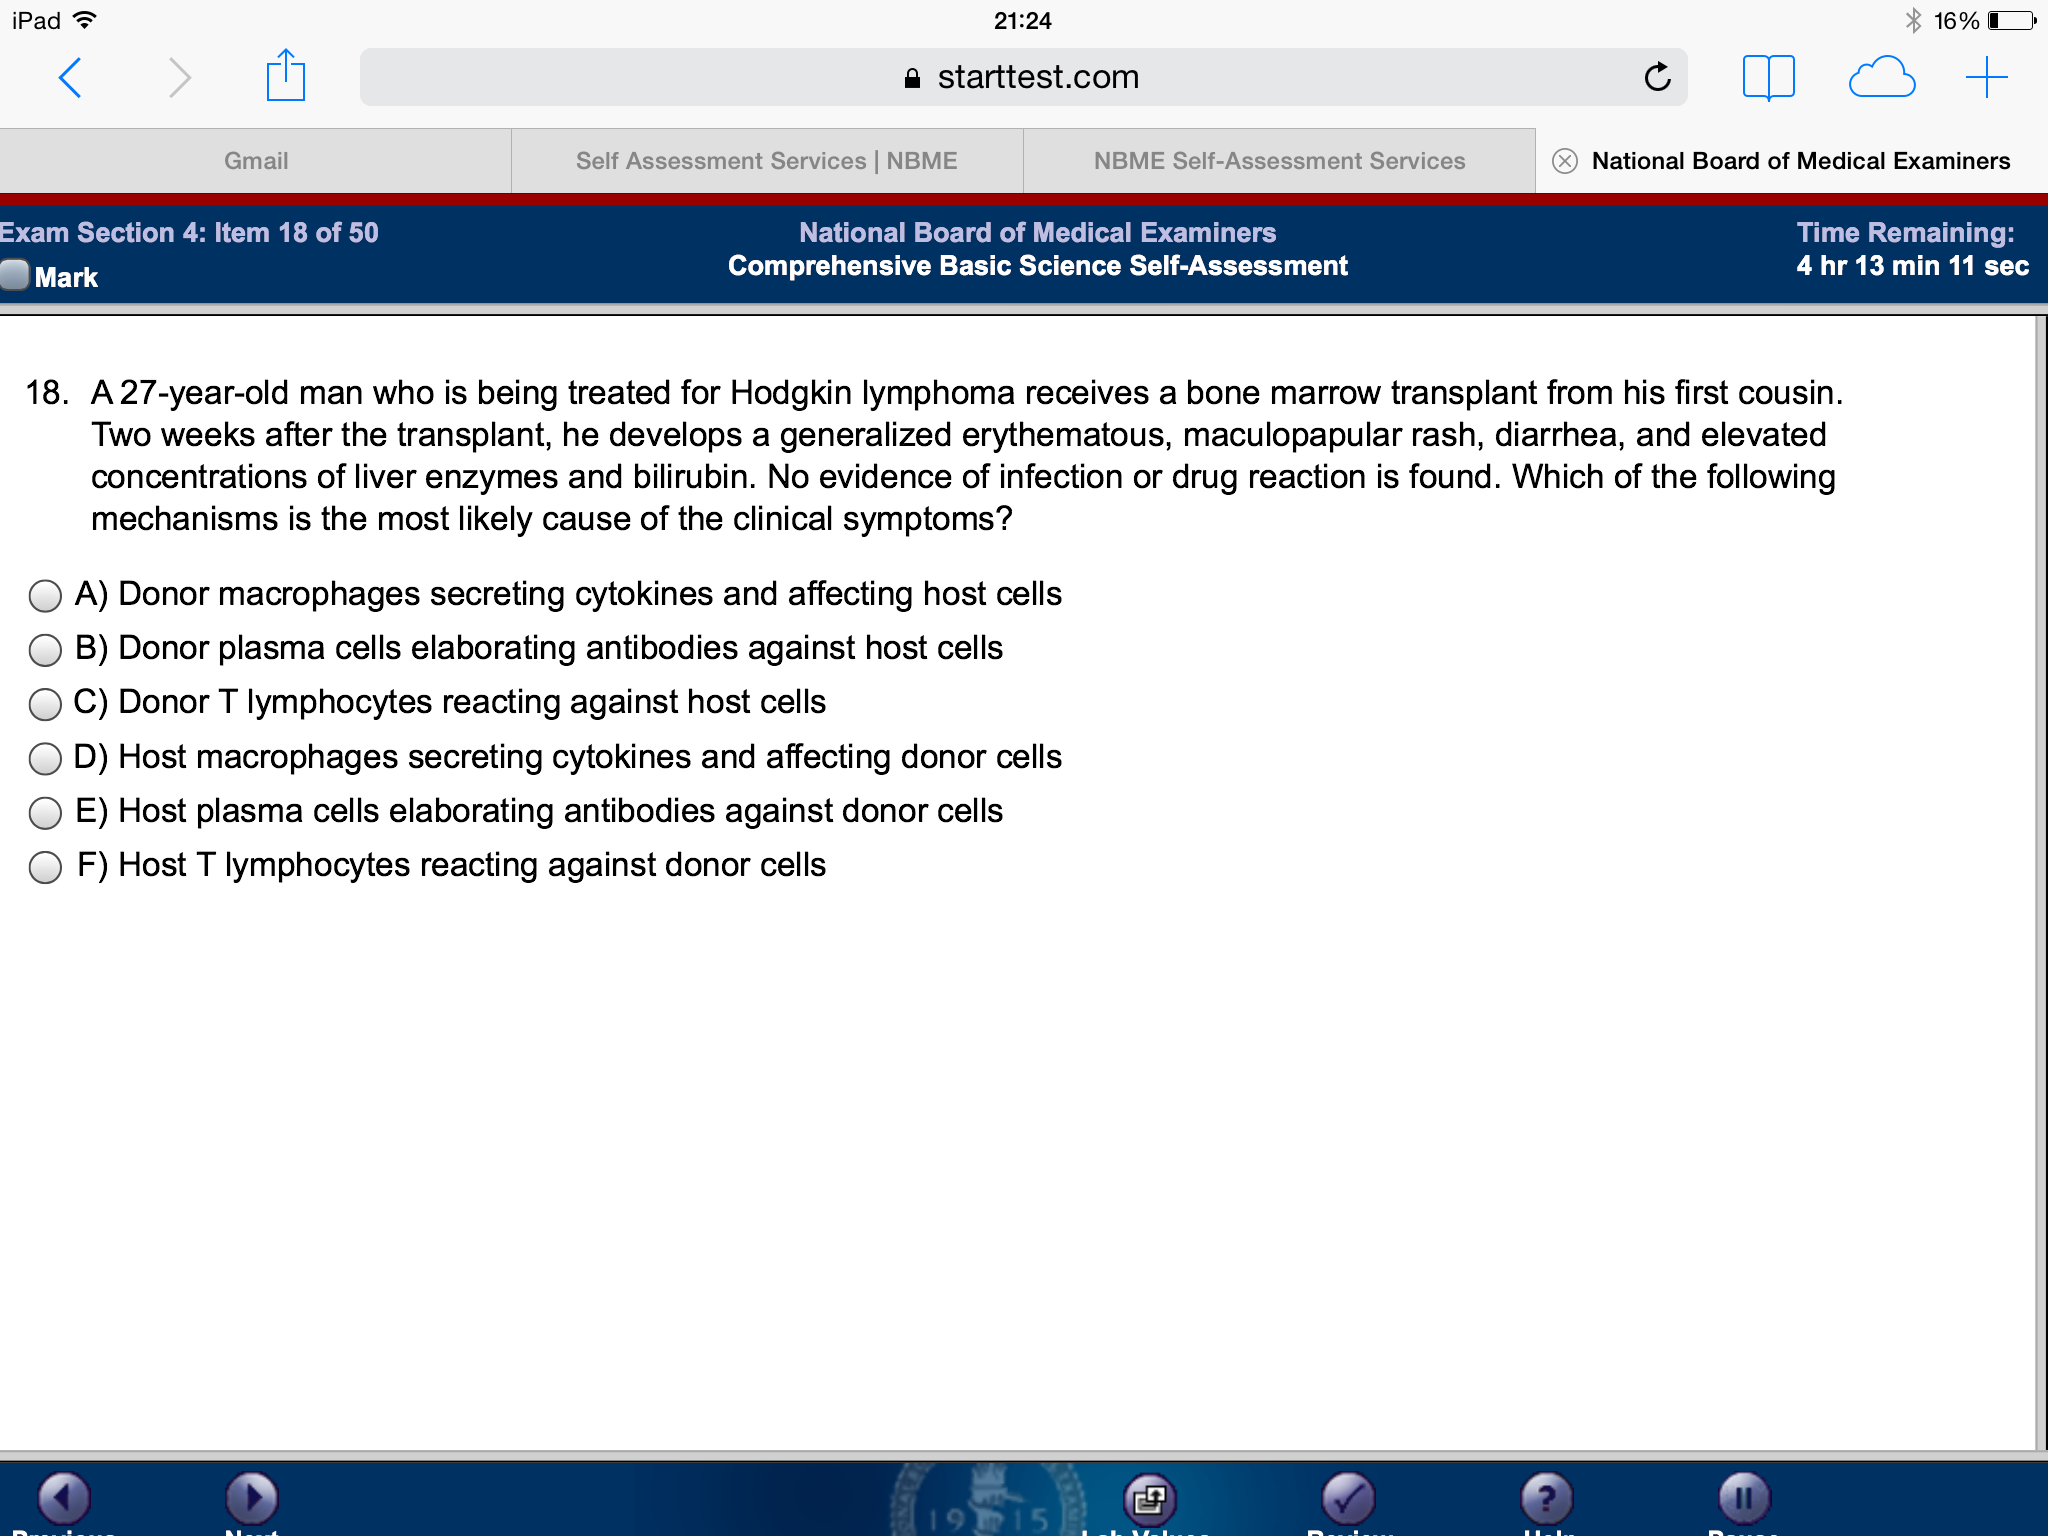 iPad 21:24 16%
starttest.com
Gmail Self Assessment Services | NBME NBME Self-Assessment Services National Board of Medical Examiners
Exam Section 4: Item 18 of 50 National Board of Medical Examiners Time Remaining:
Mark Comprehensive Basic Science Self-Assessment 4 hr 13 min 11 sec
18. A 27-year-old man who is being treated for Hodgkin lymphoma receives a bone marrow transplant from his first cousin.
Two weeks after the transplant, he develops a generalized erythematous, maculopapular rash, diarrhea, and elevated
concentrations of liver enzymes and bilirubin. No evidence of infection or drug reaction is found. Which of the following
mechanisms is the most likely cause of the clinical symptoms?
A) Donor macrophages secreting cytokines and affecting host cells
B) Donor plasma cells elaborating antibodies against host cells
C) Donor T lymphocytes reacting against host cells
D) Host macrophages secreting cytokines and affecting donor cells
E) Host plasma cells elaborating antibodies against donor cells
F) Host T lymphocytes reacting against donor cells
1915
Previous Next Lab Values Review Help Pause